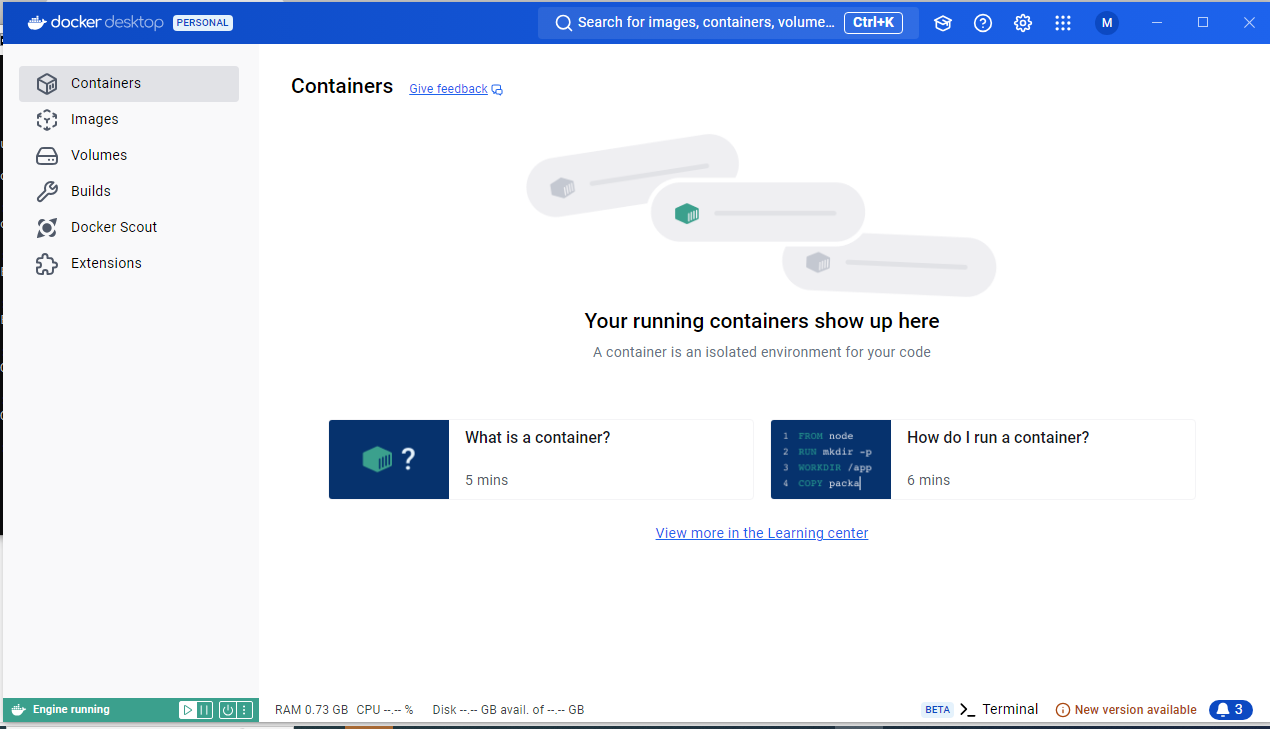 docker desktop PERSONAL
Search for images, containers, volume... Ctrl+K
M
Containers
Images
Volumes
Builds
Docker Scout
Extensions
Containers Give feedback
Your running containers show up here
A container is an isolated environment for your code
?
What is a container?
5 mins
1 FROM node
2 RUN mkdir -p
3 WORKDIR /app
4 COPY packa
How do I run a container?
6 mins
View more in the Learning center
Engine running
RAM 0.73 GB CPU --.-- % Disk --.-- GB avail. of --.-- GB
BETA >_ Terminal
New version available
3